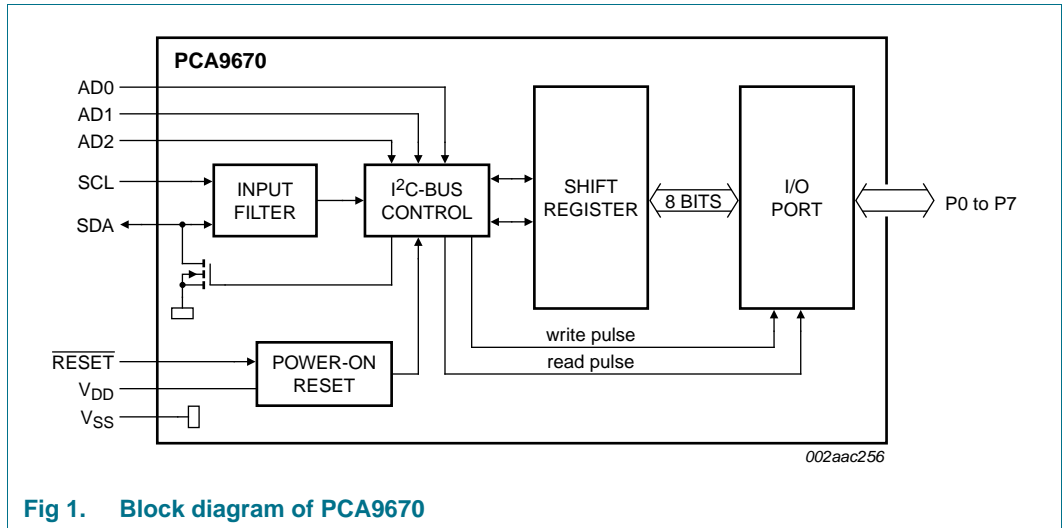 PCA9670
AD0
AD1
AD2
SCL
SDA
INPUT
FILTER
I²C-BUS
CONTROL
SHIFT
REGISTER
8 BITS
I/O
PORT
P0 to P7
write pulse
read pulse
RESET
VDD
VSS
POWER-ON
RESET
002aac256
Fig 1. Block diagram of PCA9670